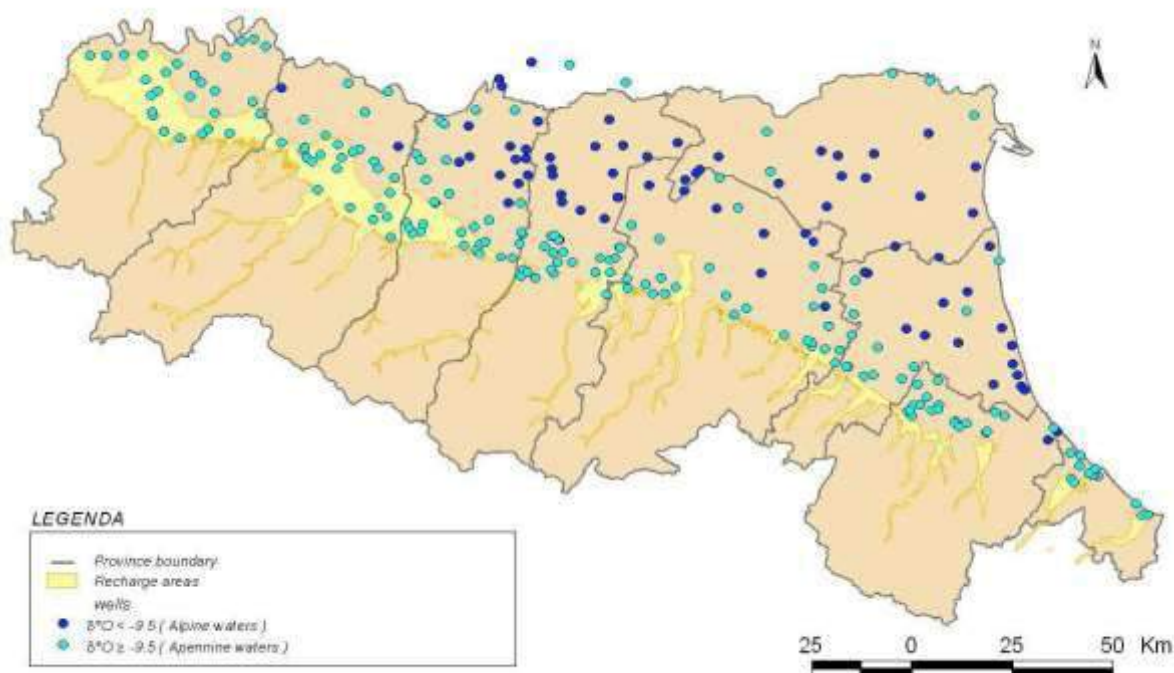 N
LEGENDA
Province boundary
Recharge areas
wells
δ¹⁸O < -9.5 ( Alpine waters )
δ¹⁸O ≥ -9.5 ( Apennine waters )
25 0 25 50 Km